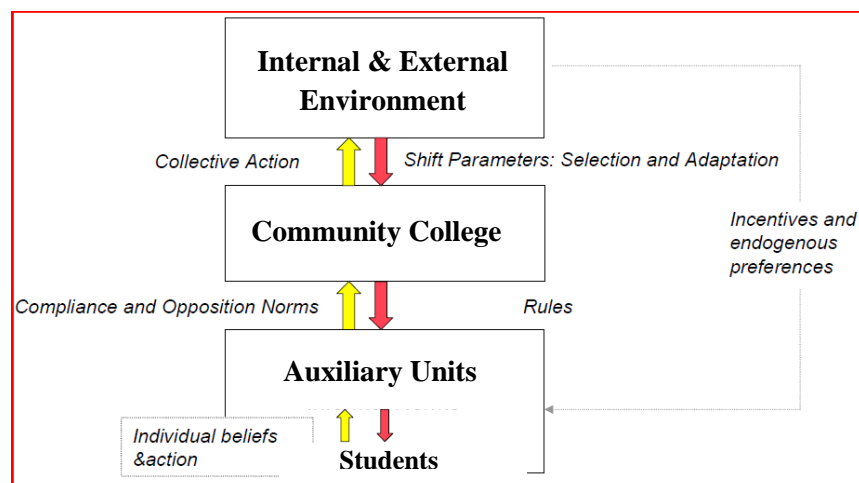 Internal & External
Environment
Collective Action
Shift Parameters: Selection and Adaptation
Community College
Incentives and
endogenous
preferences
Compliance and Opposition Norms
Rules
Auxiliary Units
Individual beliefs
&action
Students